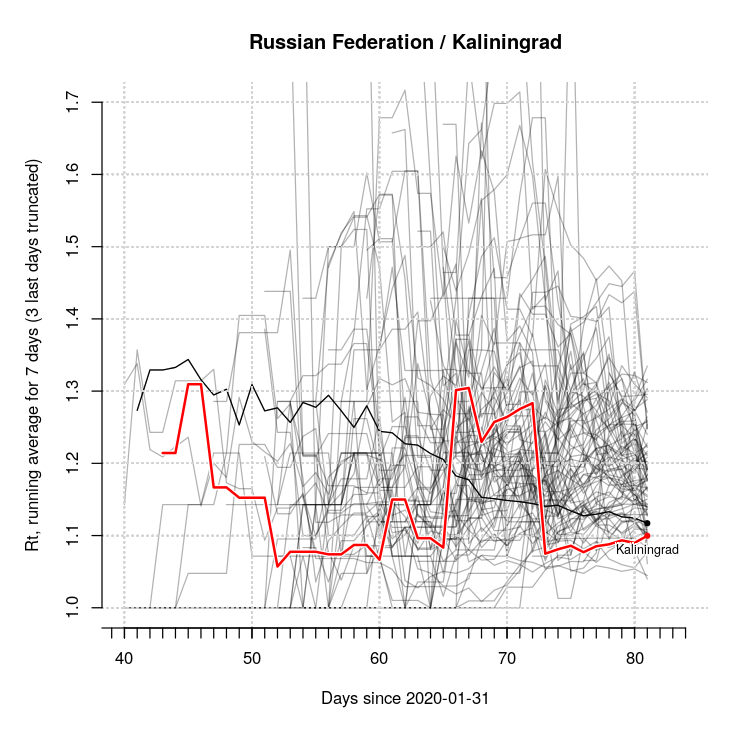 Russian Federation / Kaliningrad
Rt, running average for 7 days (3 last days truncated)
1.7
1.6
1.5
1.4
1.3
1.2
1.1
1.0
Kaliningrad
40 50 60 70 80
Days since 2020-01-31